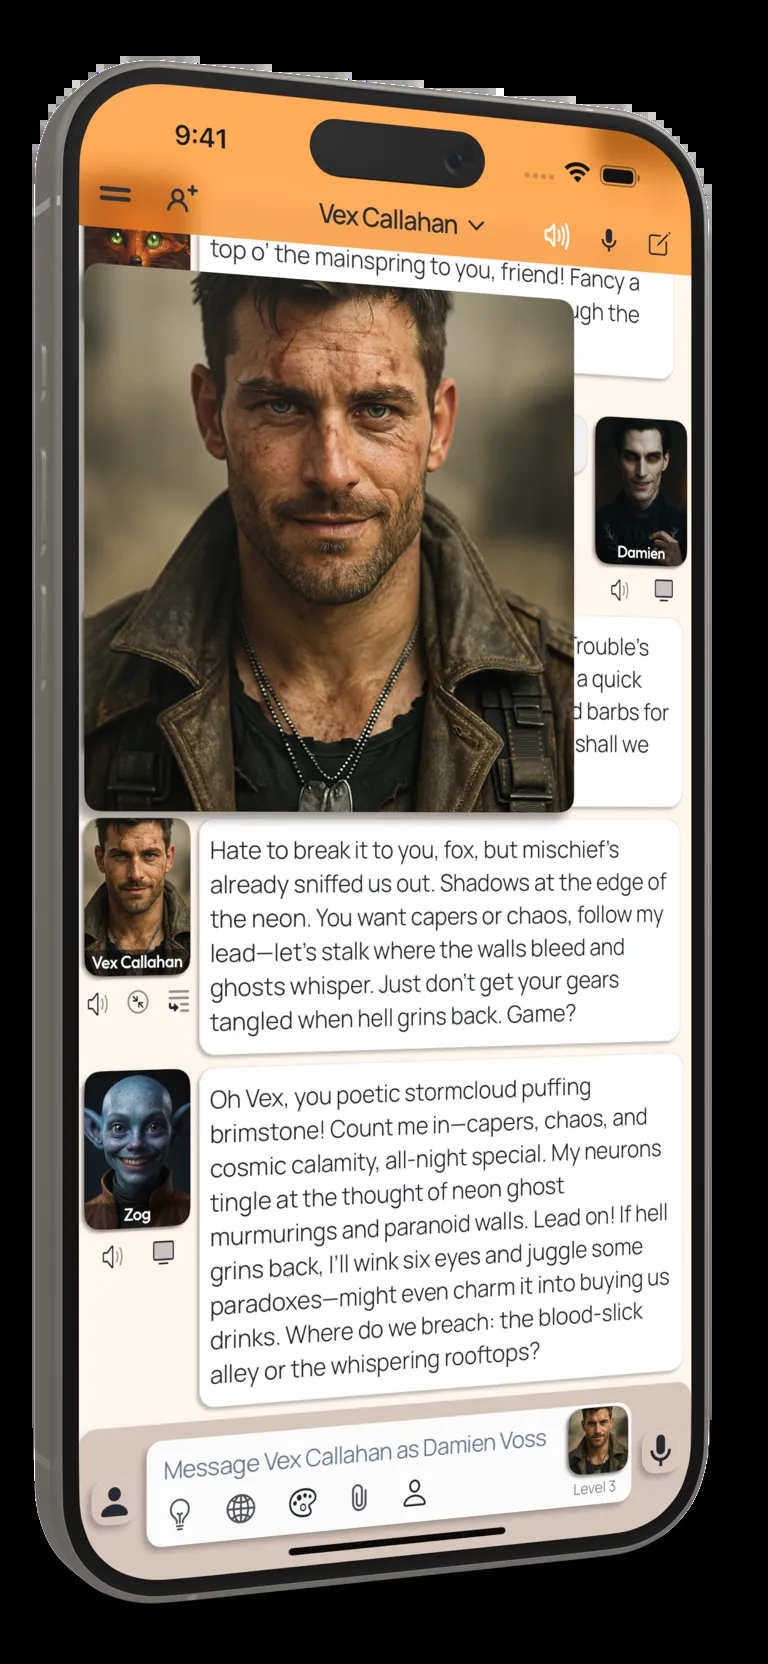 9:41
Vex Callahan
top o' the mainspring to you, friend! Fancy a
ugh the
Damien
Trouble's
a quick
d barbs for
shall we
Vex Callahan
Hate to break it to you, fox, but mischief's
already sniffed us out. Shadows at the edge of
the neon. You want capers or chaos, follow my
lead—let's stalk where the walls bleed and
ghosts whisper. Just don't get your gears
tangled when hell grins back. Game?
Zog
Oh Vex, you poetic stormcloud puffing
brimstone! Count me in—capers, chaos, and
cosmic calamity, all-night special. My neurons
tingle at the thought of neon ghost
murmurings and paranoid walls. Lead on! If hell
grins back, I'll wink six eyes and juggle some
paradoxes—might even charm it into buying us
drinks. Where do we breach: the blood-slick
alley or the whispering rooftops?
Message Vex Callahan as Damien Voss
Level 3